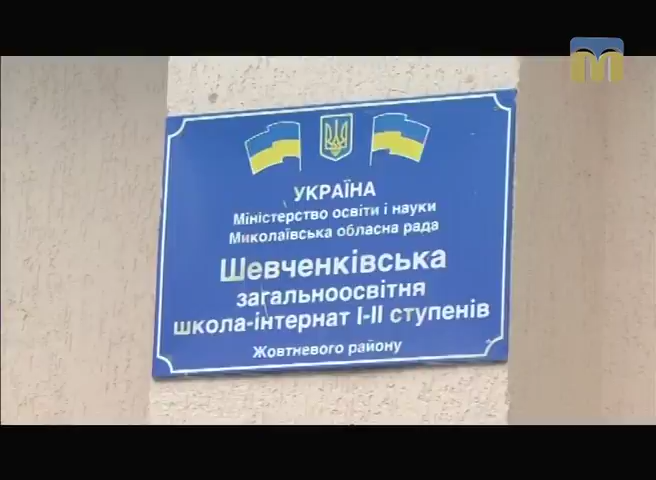 УКРАЇНА
Міністерство освіти і науки
Миколаївська обласна рада
Шевченківська
загальноосвітня
школа-інтернат І-ІІ ступенів
Жовтневого району